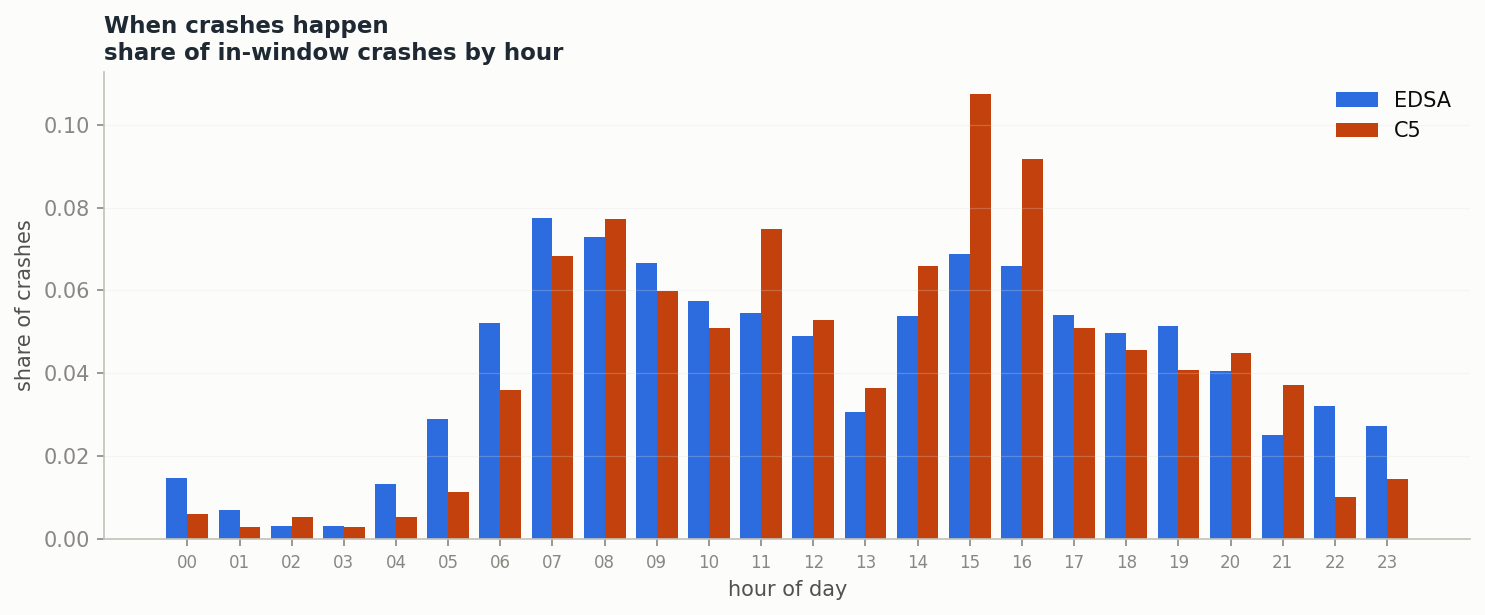 When crashes happen
share of in-window crashes by hour
EDSA
C5
share of crashes
0.10
0.08
0.06
0.04
0.02
0.00
00 01 02 03 04 05 06 07 08 09 10 11 12 13 14 15 16 17 18 19 20 21 22 23
hour of day